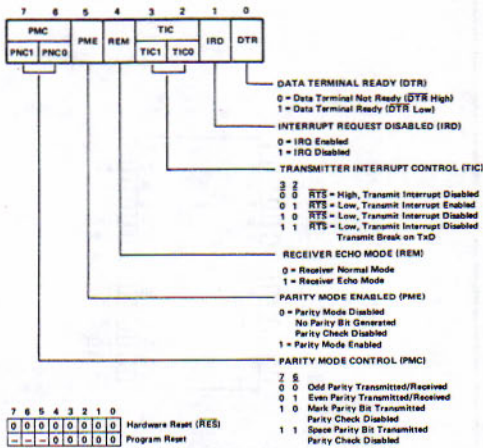 7 6 5 4 3 2 1 0
PMC PME REM TIC IRD DTR
PNC1 PNC0 TIC1 TIC0
DATA TERMINAL READY (DTR)
0 = Data Terminal Not Ready (DTR High)
1 = Data Terminal Ready (DTR Low)
INTERRUPT REQUEST DISABLED (IRD)
0 = IRQ Enabled
1 = IRQ Disabled
TRANSMITTER INTERRUPT CONTROL (TIC)
3 2
0 0 RTS = High, Transmit Interrupt Disabled
0 1 RTS = Low, Transmit Interrupt Enabled
1 0 RTS = Low, Transmit Interrupt Disabled
1 1 RTS = Low, Transmit Interrupt Disabled
Transmit Break on TxD
RECEIVER ECHO MODE (REM)
0 = Receiver Normal Mode
1 = Receiver Echo Mode
PARITY MODE ENABLED (PME)
0 = Parity Mode Disabled
No Parity Bit Generated
Parity Check Disabled
1 = Parity Mode Enabled
PARITY MODE CONTROL (PMC)
7 6
0 0 Odd Parity Transmitted/Received
0 1 Even Parity Transmitted/Received
1 0 Mark Parity Bit Transmitted
Parity Check Disabled
1 1 Space Parity Bit Transmitted
Parity Check Disabled
7 6 5 4 3 2 1 0
0 0 0 0 0 0 0 0 Hardware Reset (RES)
- - - 0 0 0 0 0 Program Reset